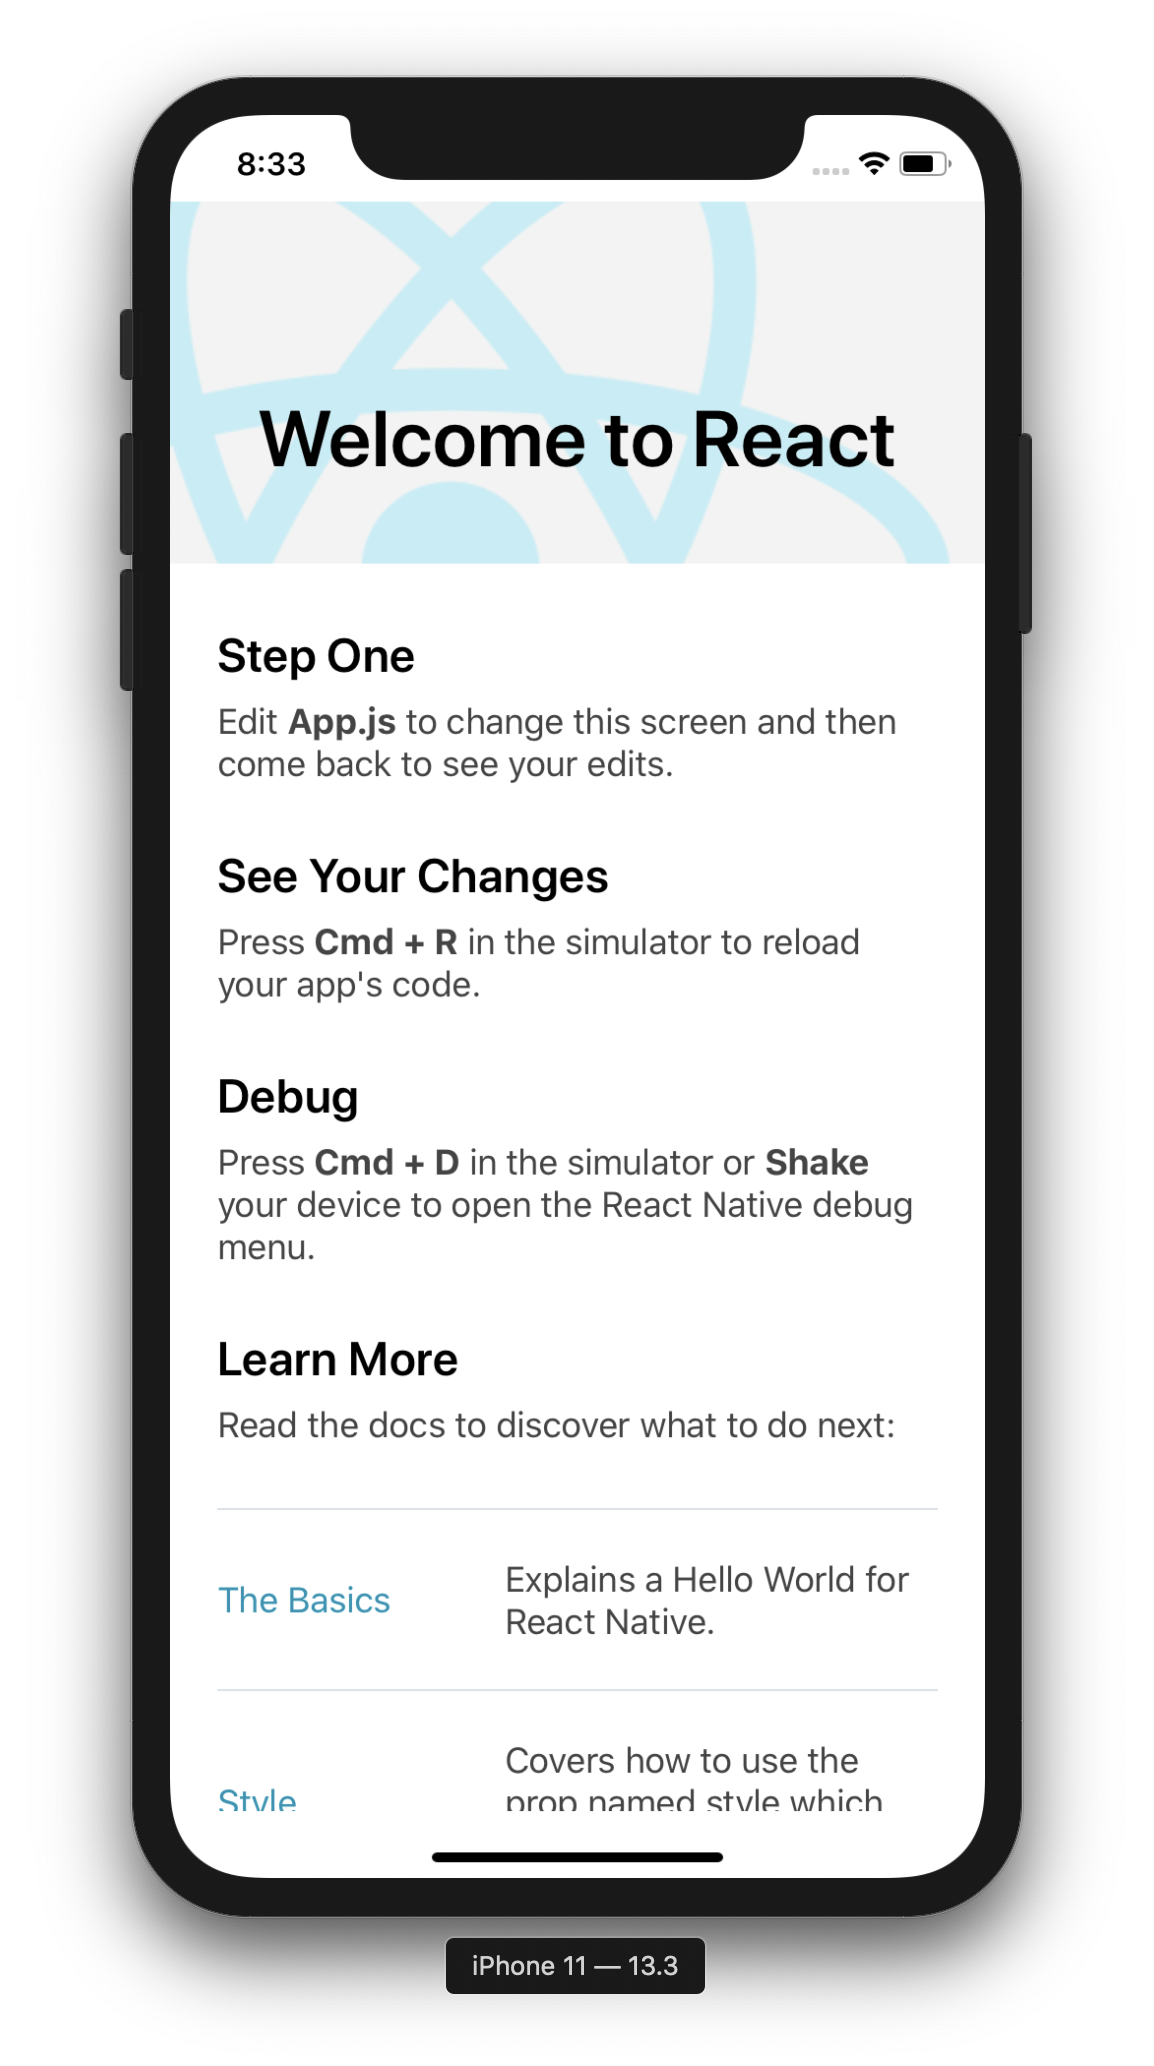 8:33
Welcome to React
Step One
Edit App.js to change this screen and then
come back to see your edits.
See Your Changes
Press Cmd + R in the simulator to reload
your app's code.
Debug
Press Cmd + D in the simulator or Shake
your device to open the React Native debug
menu.
Learn More
Read the docs to discover what to do next:
The Basics
Explains a Hello World for
React Native.
Style
Covers how to use the
prop named style which
iPhone 11 — 13.3